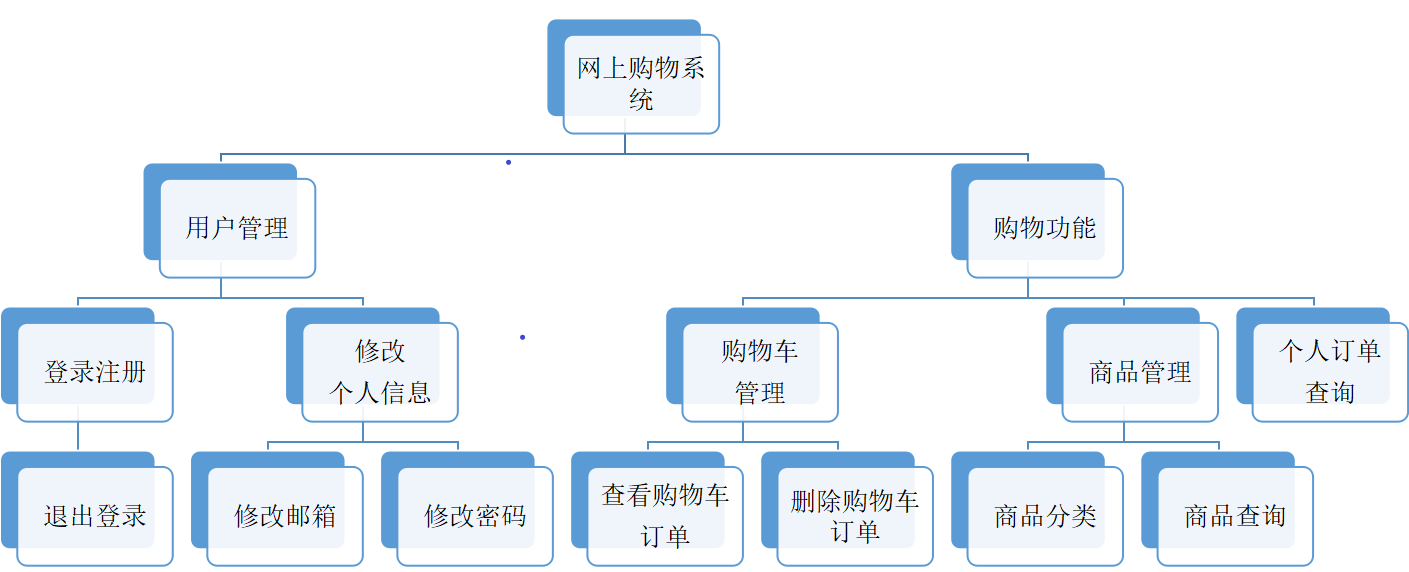 网上购物系
统
用户管理
购物功能
登录注册
修改
个人信息
购物车
管理
商品管理
个人订单
查询
退出登录
修改邮箱
修改密码
查看购物车
订单
删除购物车
订单
商品分类
商品查询